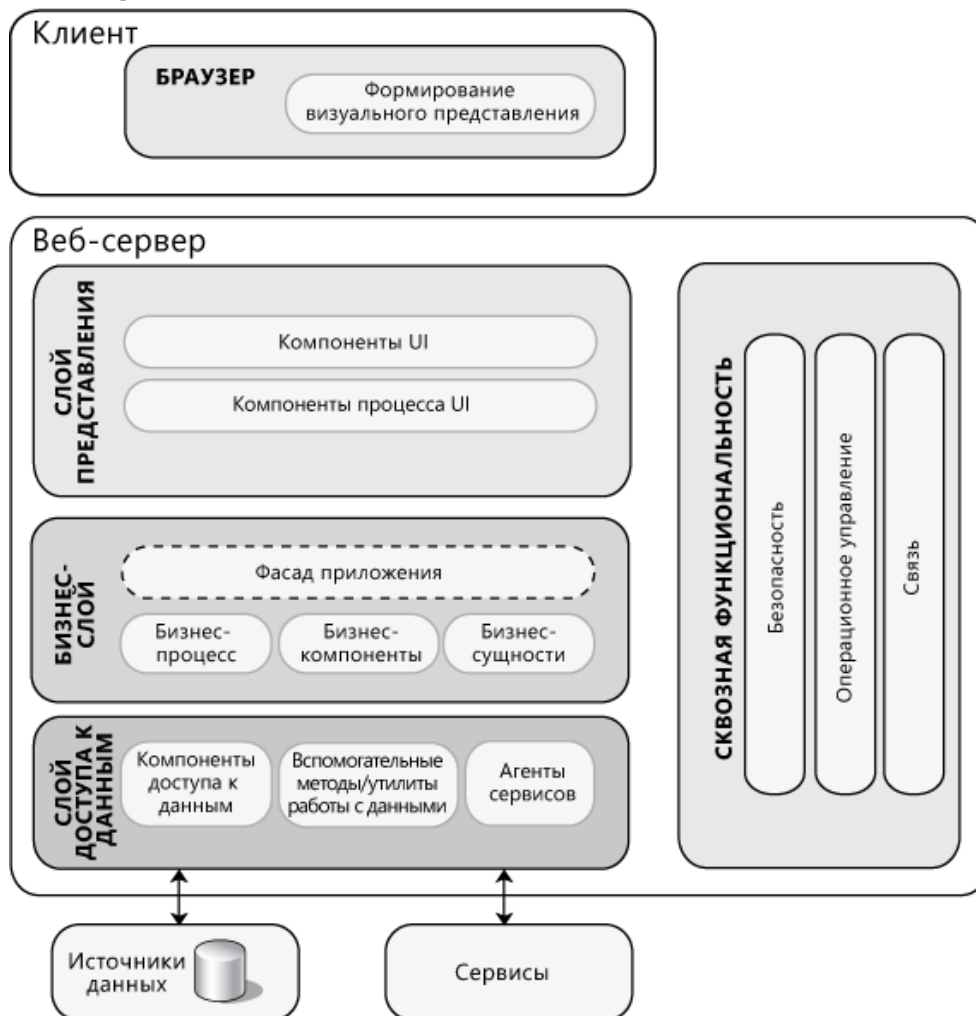 Клиент
БРАУЗЕР
Формирование
визуального представления
Веб-сервер
СЛОЙ
ПРЕДСТАВЛЕНИЯ
Компоненты UI
Компоненты процесса UI
БИЗНЕС-
СЛОЙ
Фасад приложения
Бизнес-
процесс
Бизнес-
компоненты
Бизнес-
сущности
СЛОЙ
ДОСТУПА К
ДАННЫМ
Компоненты
доступа к
данным
Вспомогательные
методы/утилиты
работы с данными
Агенты
сервисов
СКВОЗНАЯ ФУНКЦИОНАЛЬНОСТЬ
Безопасность
Операционное управление
Связь
Источники
данных
Сервисы